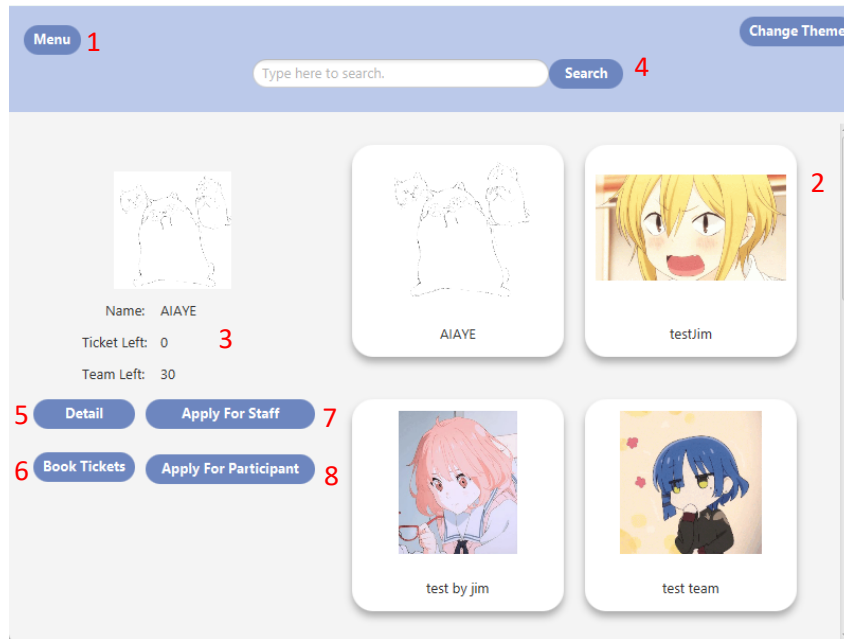 Menu 1
Change Theme
Type here to search. Search 4
2
Name: AIAYE
Ticket Left: 0 3
Team Left: 30
AIAYE
testJim
5 Detail Apply For Staff 7
6 Book Tickets Apply For Participant 8
test by jim
test team